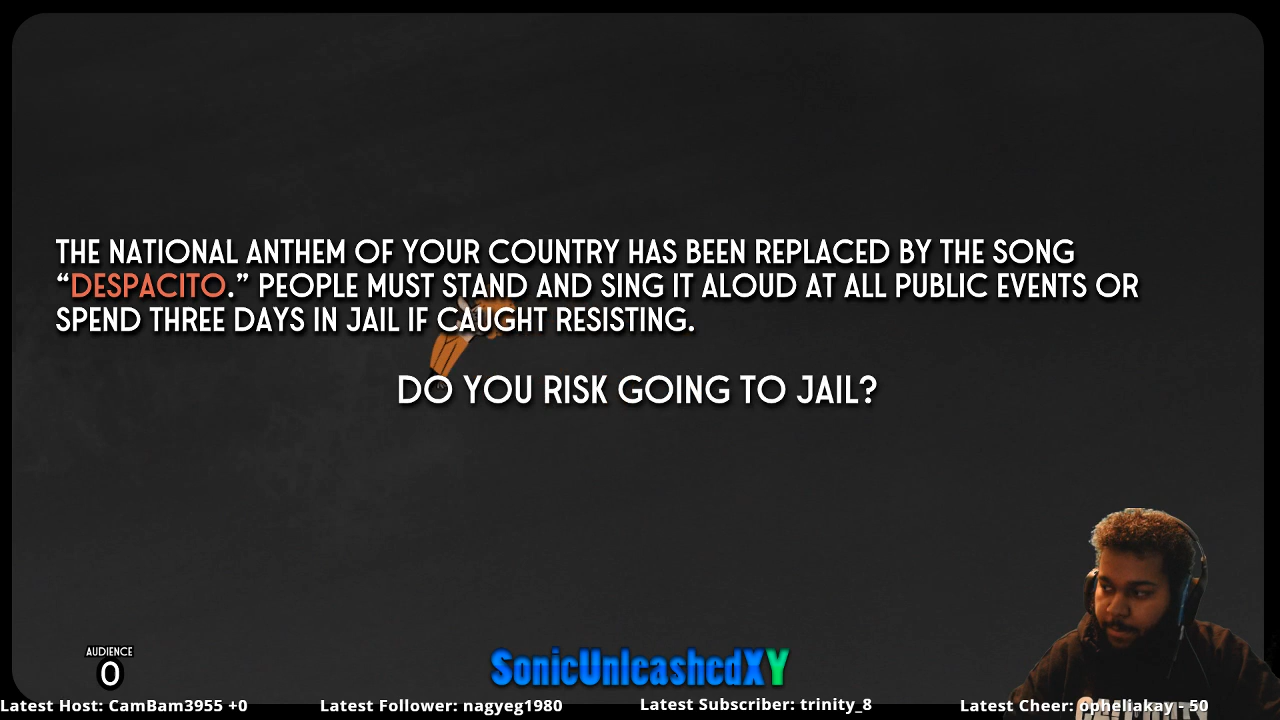 THE NATIONAL ANTHEM OF YOUR COUNTRY HAS BEEN REPLACED BY THE SONG
“DESPACITO.” PEOPLE MUST STAND AND SING IT ALOUD AT ALL PUBLIC EVENTS OR
SPEND THREE DAYS IN JAIL IF CAUGHT RESISTING.
DO YOU RISK GOING TO JAIL?
AUDIENCE
0
SonicUnleashedXY
Latest Host: CamBam3955 +0
Latest Follower: nagyeg1980
Latest Subscriber: trinity_8
Latest Cheer: opheliakay - 50